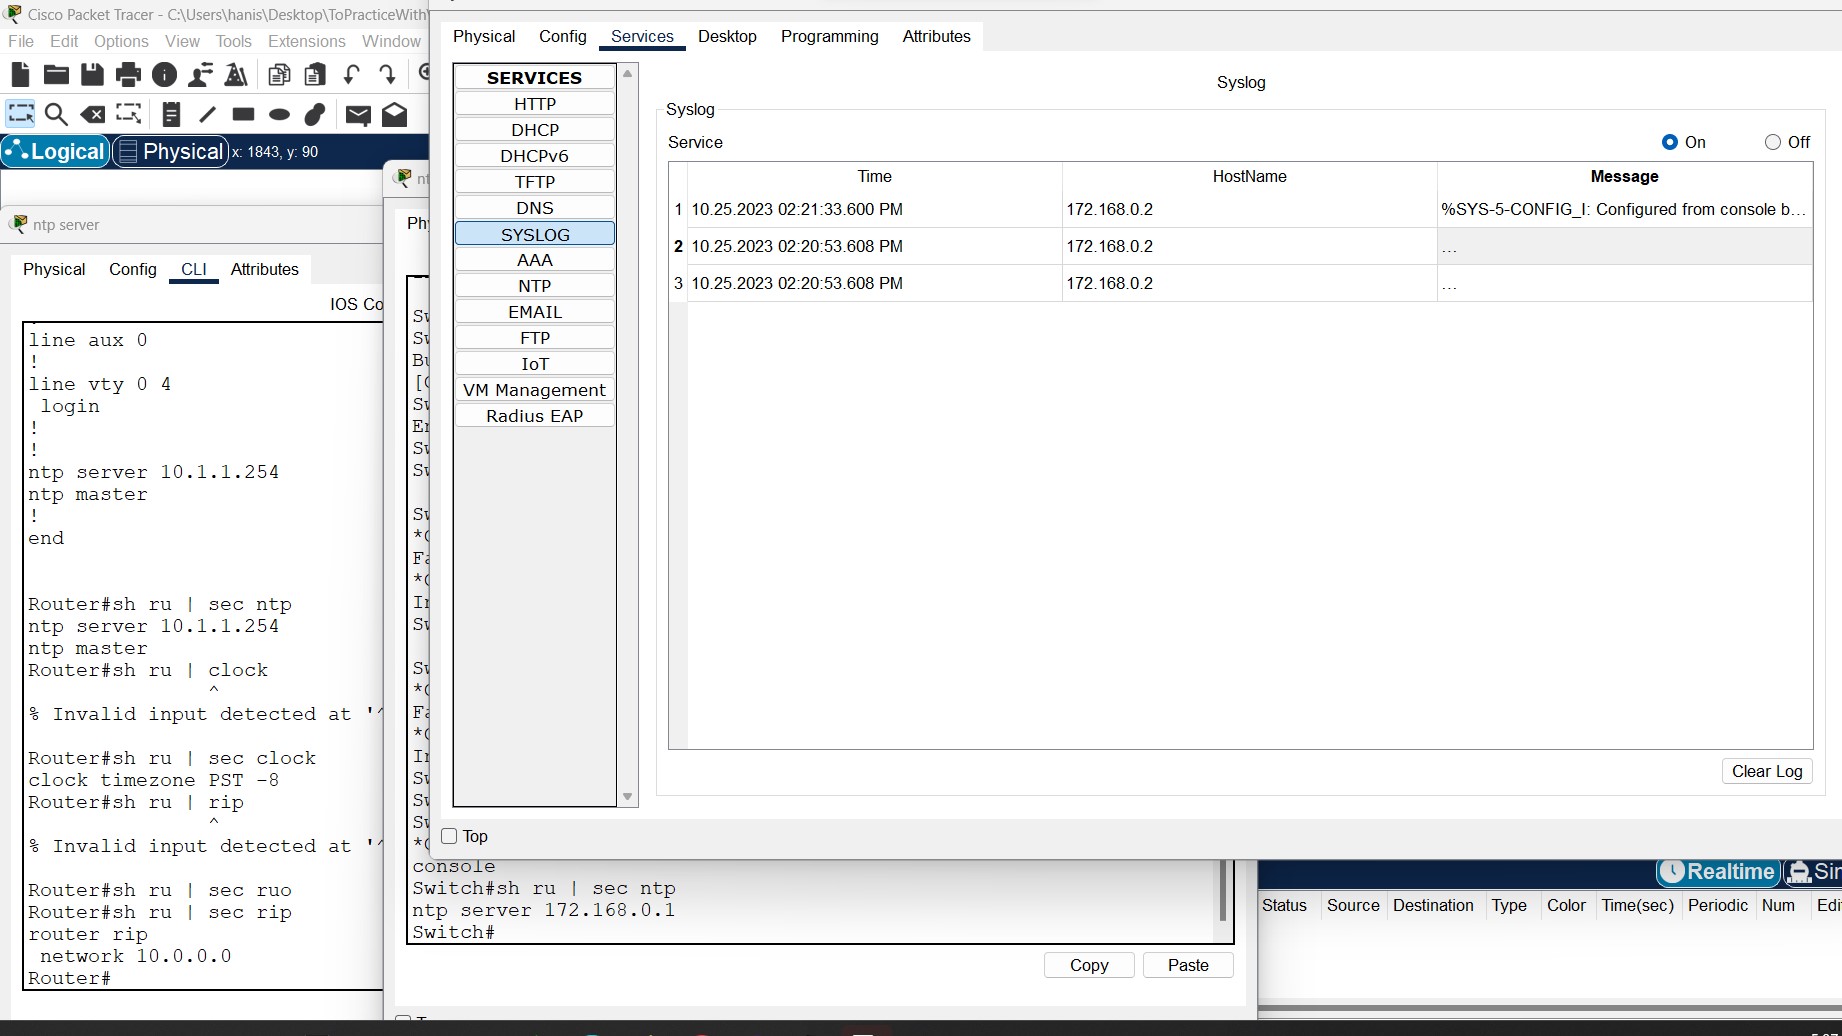 Cisco Packet Tracer - C:\Users\hanis\Desktop\ToPracticeWith
File Edit Options View Tools Extensions Window
Logical Physical x: 1843, y: 90
ntp server
Physical Config CLI Attributes
IOS Co
line aux 0
!
line vty 0 4
login
!
!
ntp server 10.1.1.254
ntp master
!
end
Router#sh ru | sec ntp
ntp server 10.1.1.254
ntp master
Router#sh ru | clock
^
% Invalid input detected at '^
Router#sh ru | sec clock
clock timezone PST -8
Router#sh ru | rip
^
% Invalid input detected at '^
Router#sh ru | sec ruo
Router#sh ru | sec rip
router rip
network 10.0.0.0
Router#
nt
Phy
console
Switch#sh ru | sec ntp
ntp server 172.168.0.1
Switch#
Copy Paste
Physical Config Services Desktop Programming Attributes
SERVICES
HTTP
DHCP
DHCPv6
TFTP
DNS
SYSLOG
AAA
NTP
EMAIL
FTP
IoT
VM Management
Radius EAP
Syslog
Syslog
Service On Off
Time HostName Message
1 10.25.2023 02:21:33.600 PM 172.168.0.2 %SYS-5-CONFIG_I: Configured from console b...
2 10.25.2023 02:20:53.608 PM 172.168.0.2 ...
3 10.25.2023 02:20:53.608 PM 172.168.0.2 ...
Clear Log
Top
Realtime Sim
Status Source Destination Type Color Time(sec) Periodic Num Edi